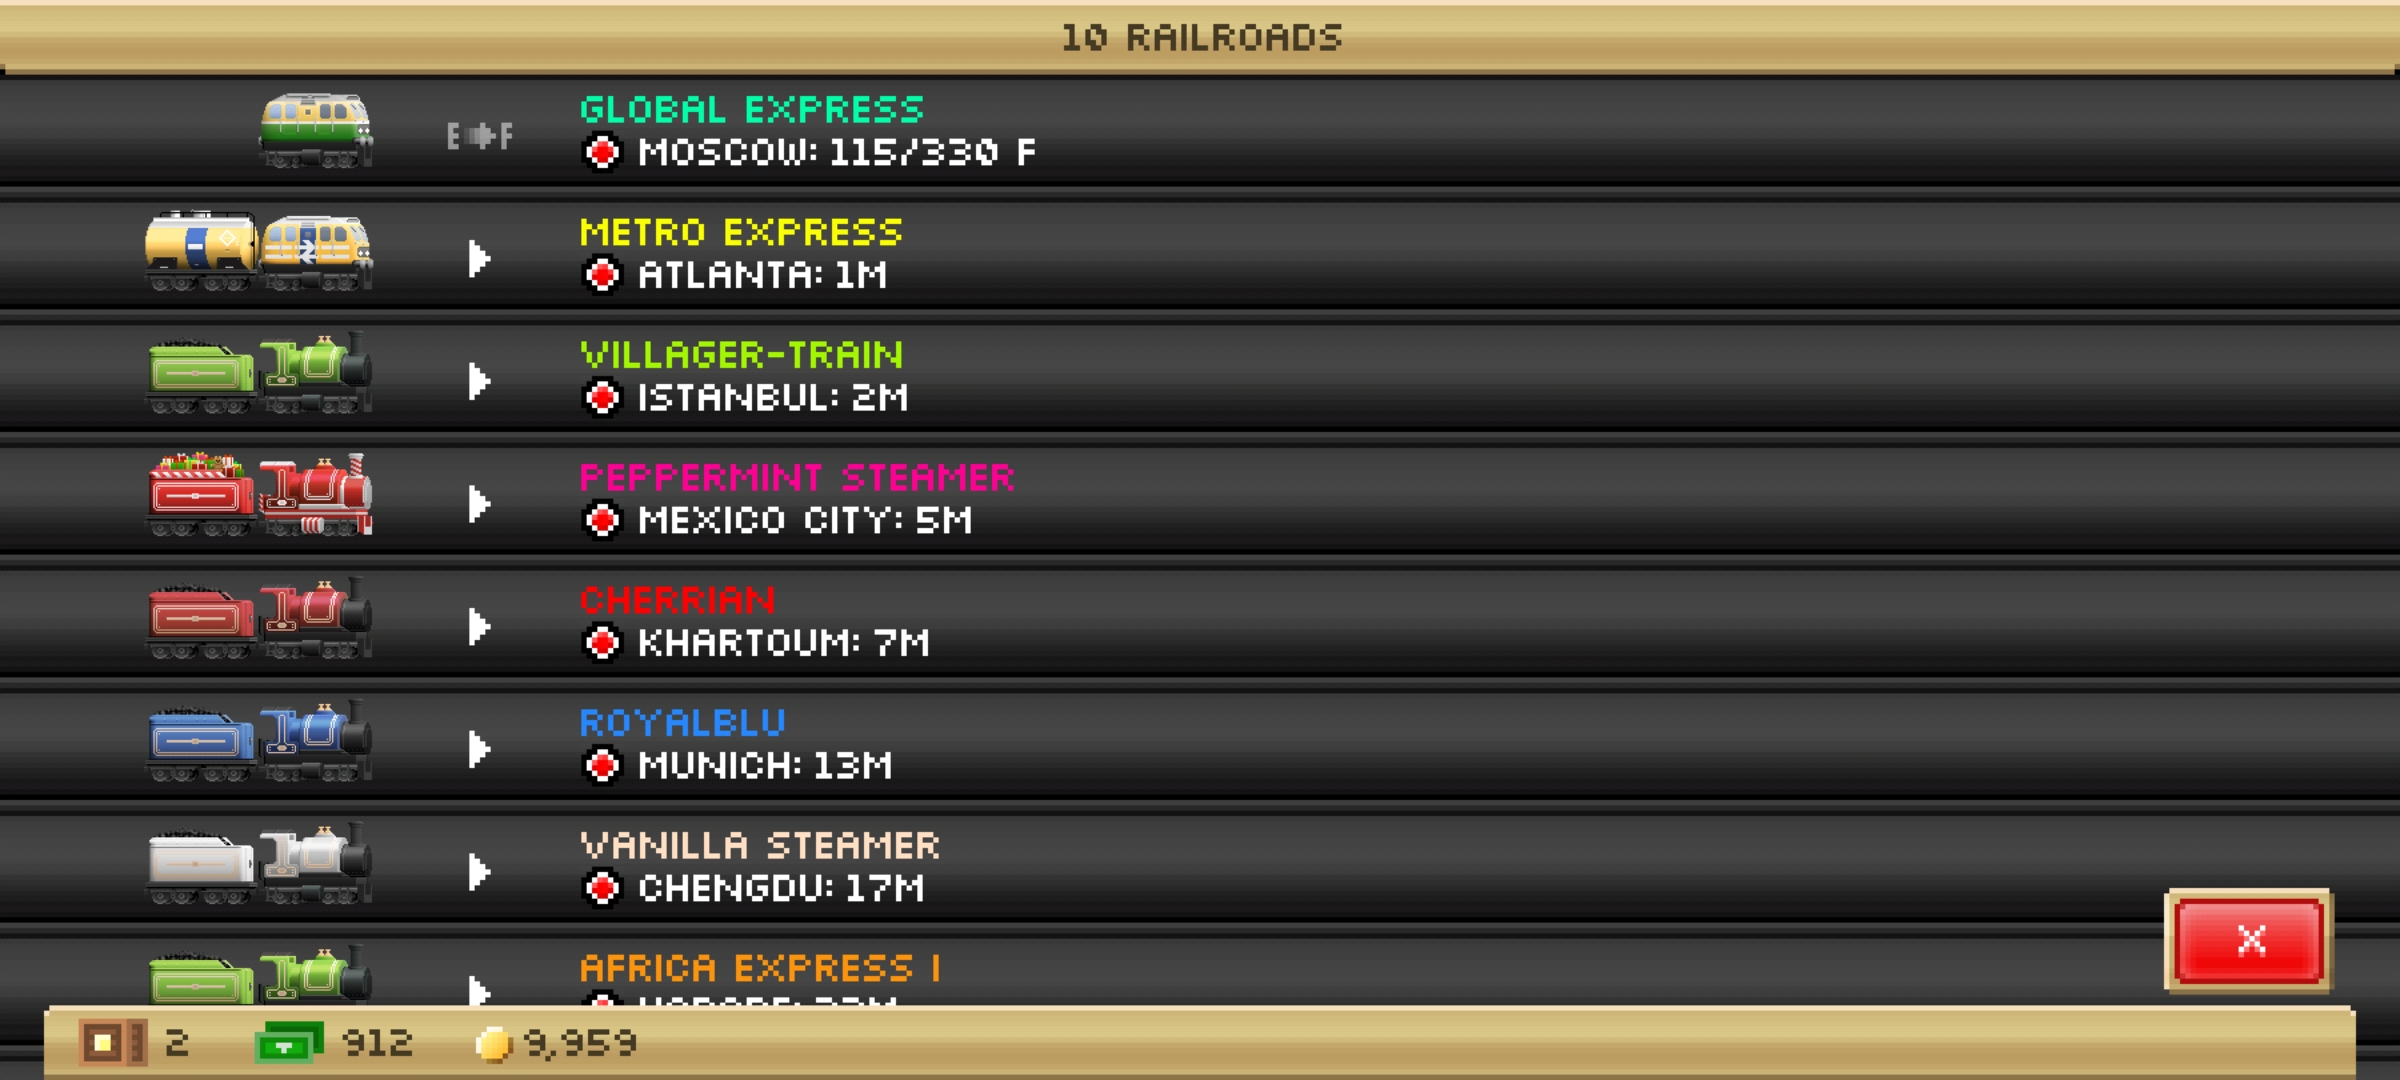 10 RAILROADS
GLOBAL EXPRESS
E F
MOSCOW: 115/330 F
METRO EXPRESS
ATLANTA: 1M
VILLAGER-TRAIN
ISTANBUL: 2M
PEPPERMINT STEAMER
MEXICO CITY: 5M
CHERRIAN
KHARTOUM: 7M
ROYALBLU
MUNICH: 13M
VANILLA STEAMER
CHENGDU: 17M
AFRICA EXPRESS I
X
2 912 9,959